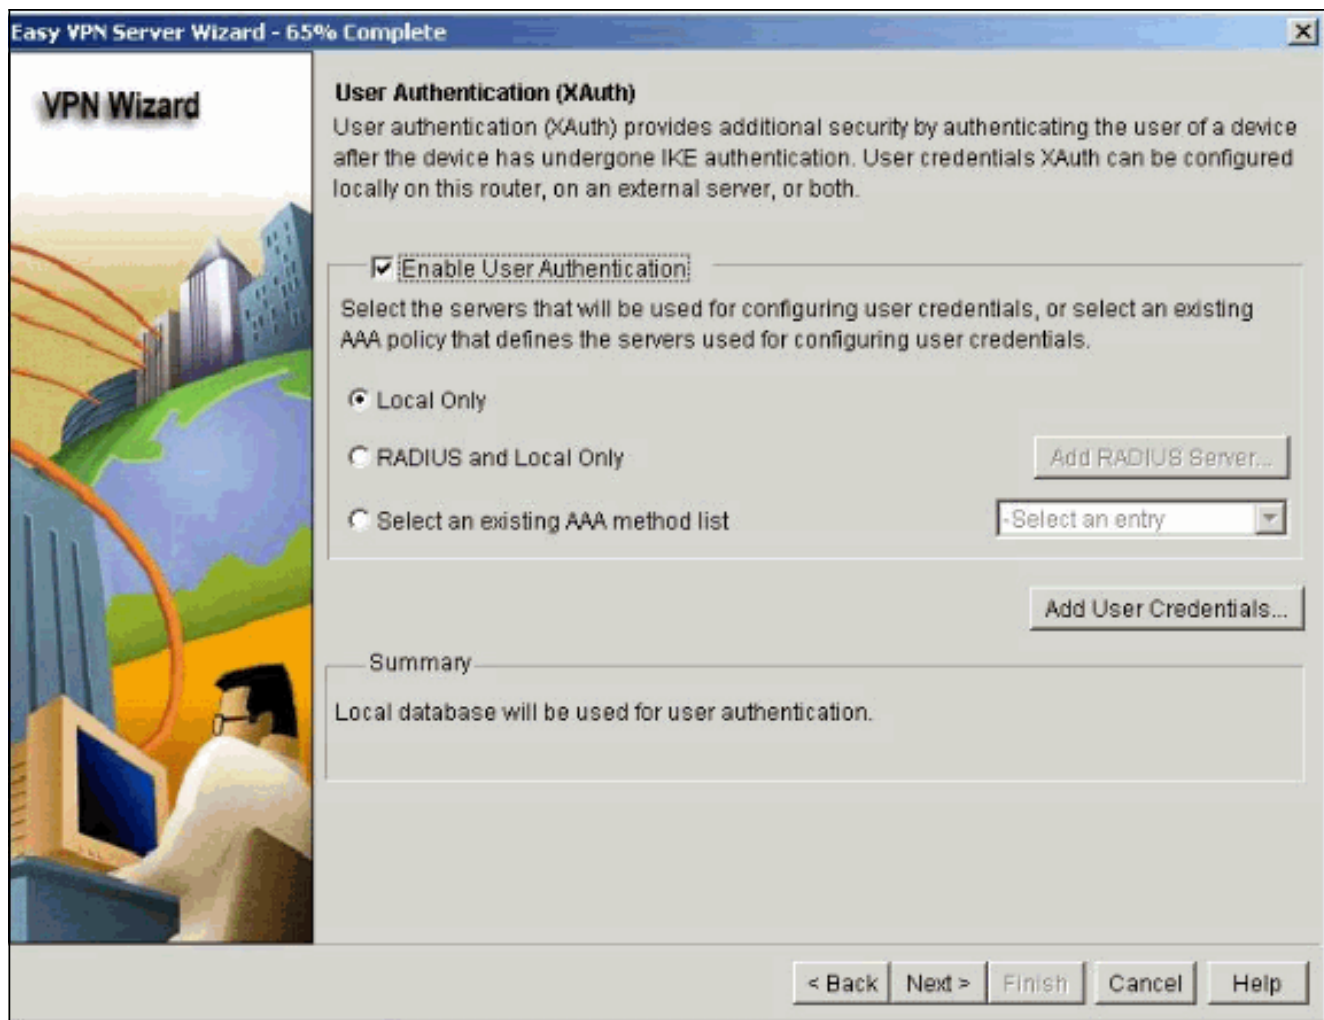 Easy VPN Server Wizard - 65% Complete
VPN Wizard
User Authentication (XAuth)
User authentication (XAuth) provides additional security by authenticating the user of a device
after the device has undergone IKE authentication. User credentials XAuth can be configured
locally on this router, on an external server, or both.
Enable User Authentication
Select the servers that will be used for configuring user credentials, or select an existing
AAA policy that defines the servers used for configuring user credentials.
Local Only
RADIUS and Local Only
Add RADIUS Server...
Select an existing AAA method list
-Select an entry
Add User Credentials...
Summary
Local database will be used for user authentication.
< Back
Next >
Finish
Cancel
Help